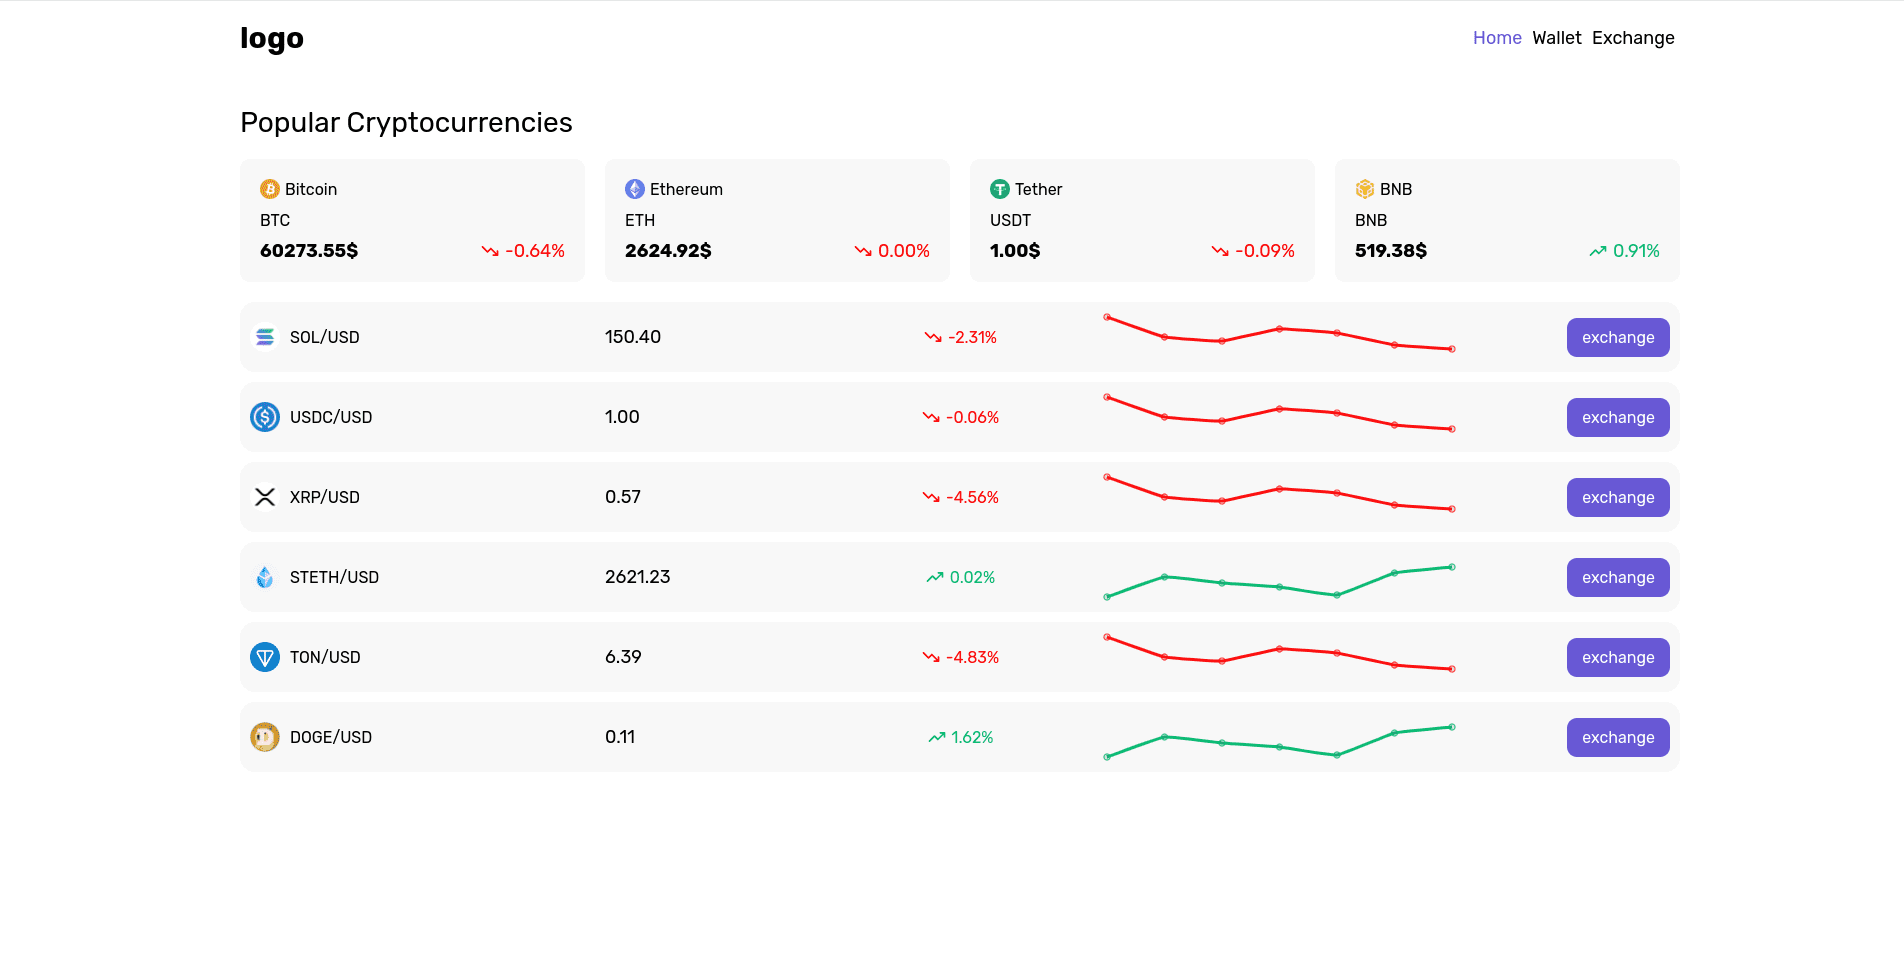 logo
Home Wallet Exchange
Popular Cryptocurrencies
Bitcoin
BTC
60273.55$ -0.64%
Ethereum
ETH
2624.92$ 0.00%
Tether
USDT
1.00$ -0.09%
BNB
BNB
519.38$ 0.91%
SOL/USD 150.40 -2.31% exchange
USDC/USD 1.00 -0.06% exchange
XRP/USD 0.57 -4.56% exchange
STETH/USD 2621.23 0.02% exchange
TON/USD 6.39 -4.83% exchange
DOGE/USD 0.11 1.62% exchange